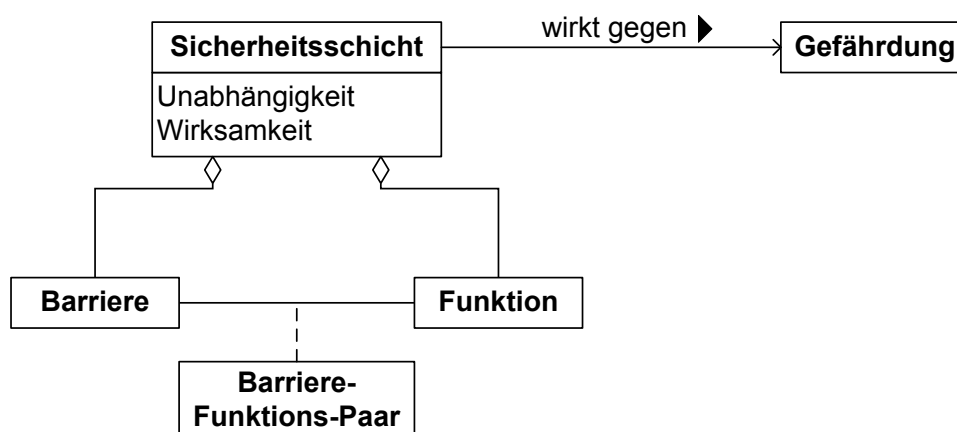 wirkt gegen
Sicherheitsschicht
Gefährdung
Unabhängigkeit
Wirksamkeit
Barriere
Funktion
Barriere-
Funktions-Paar